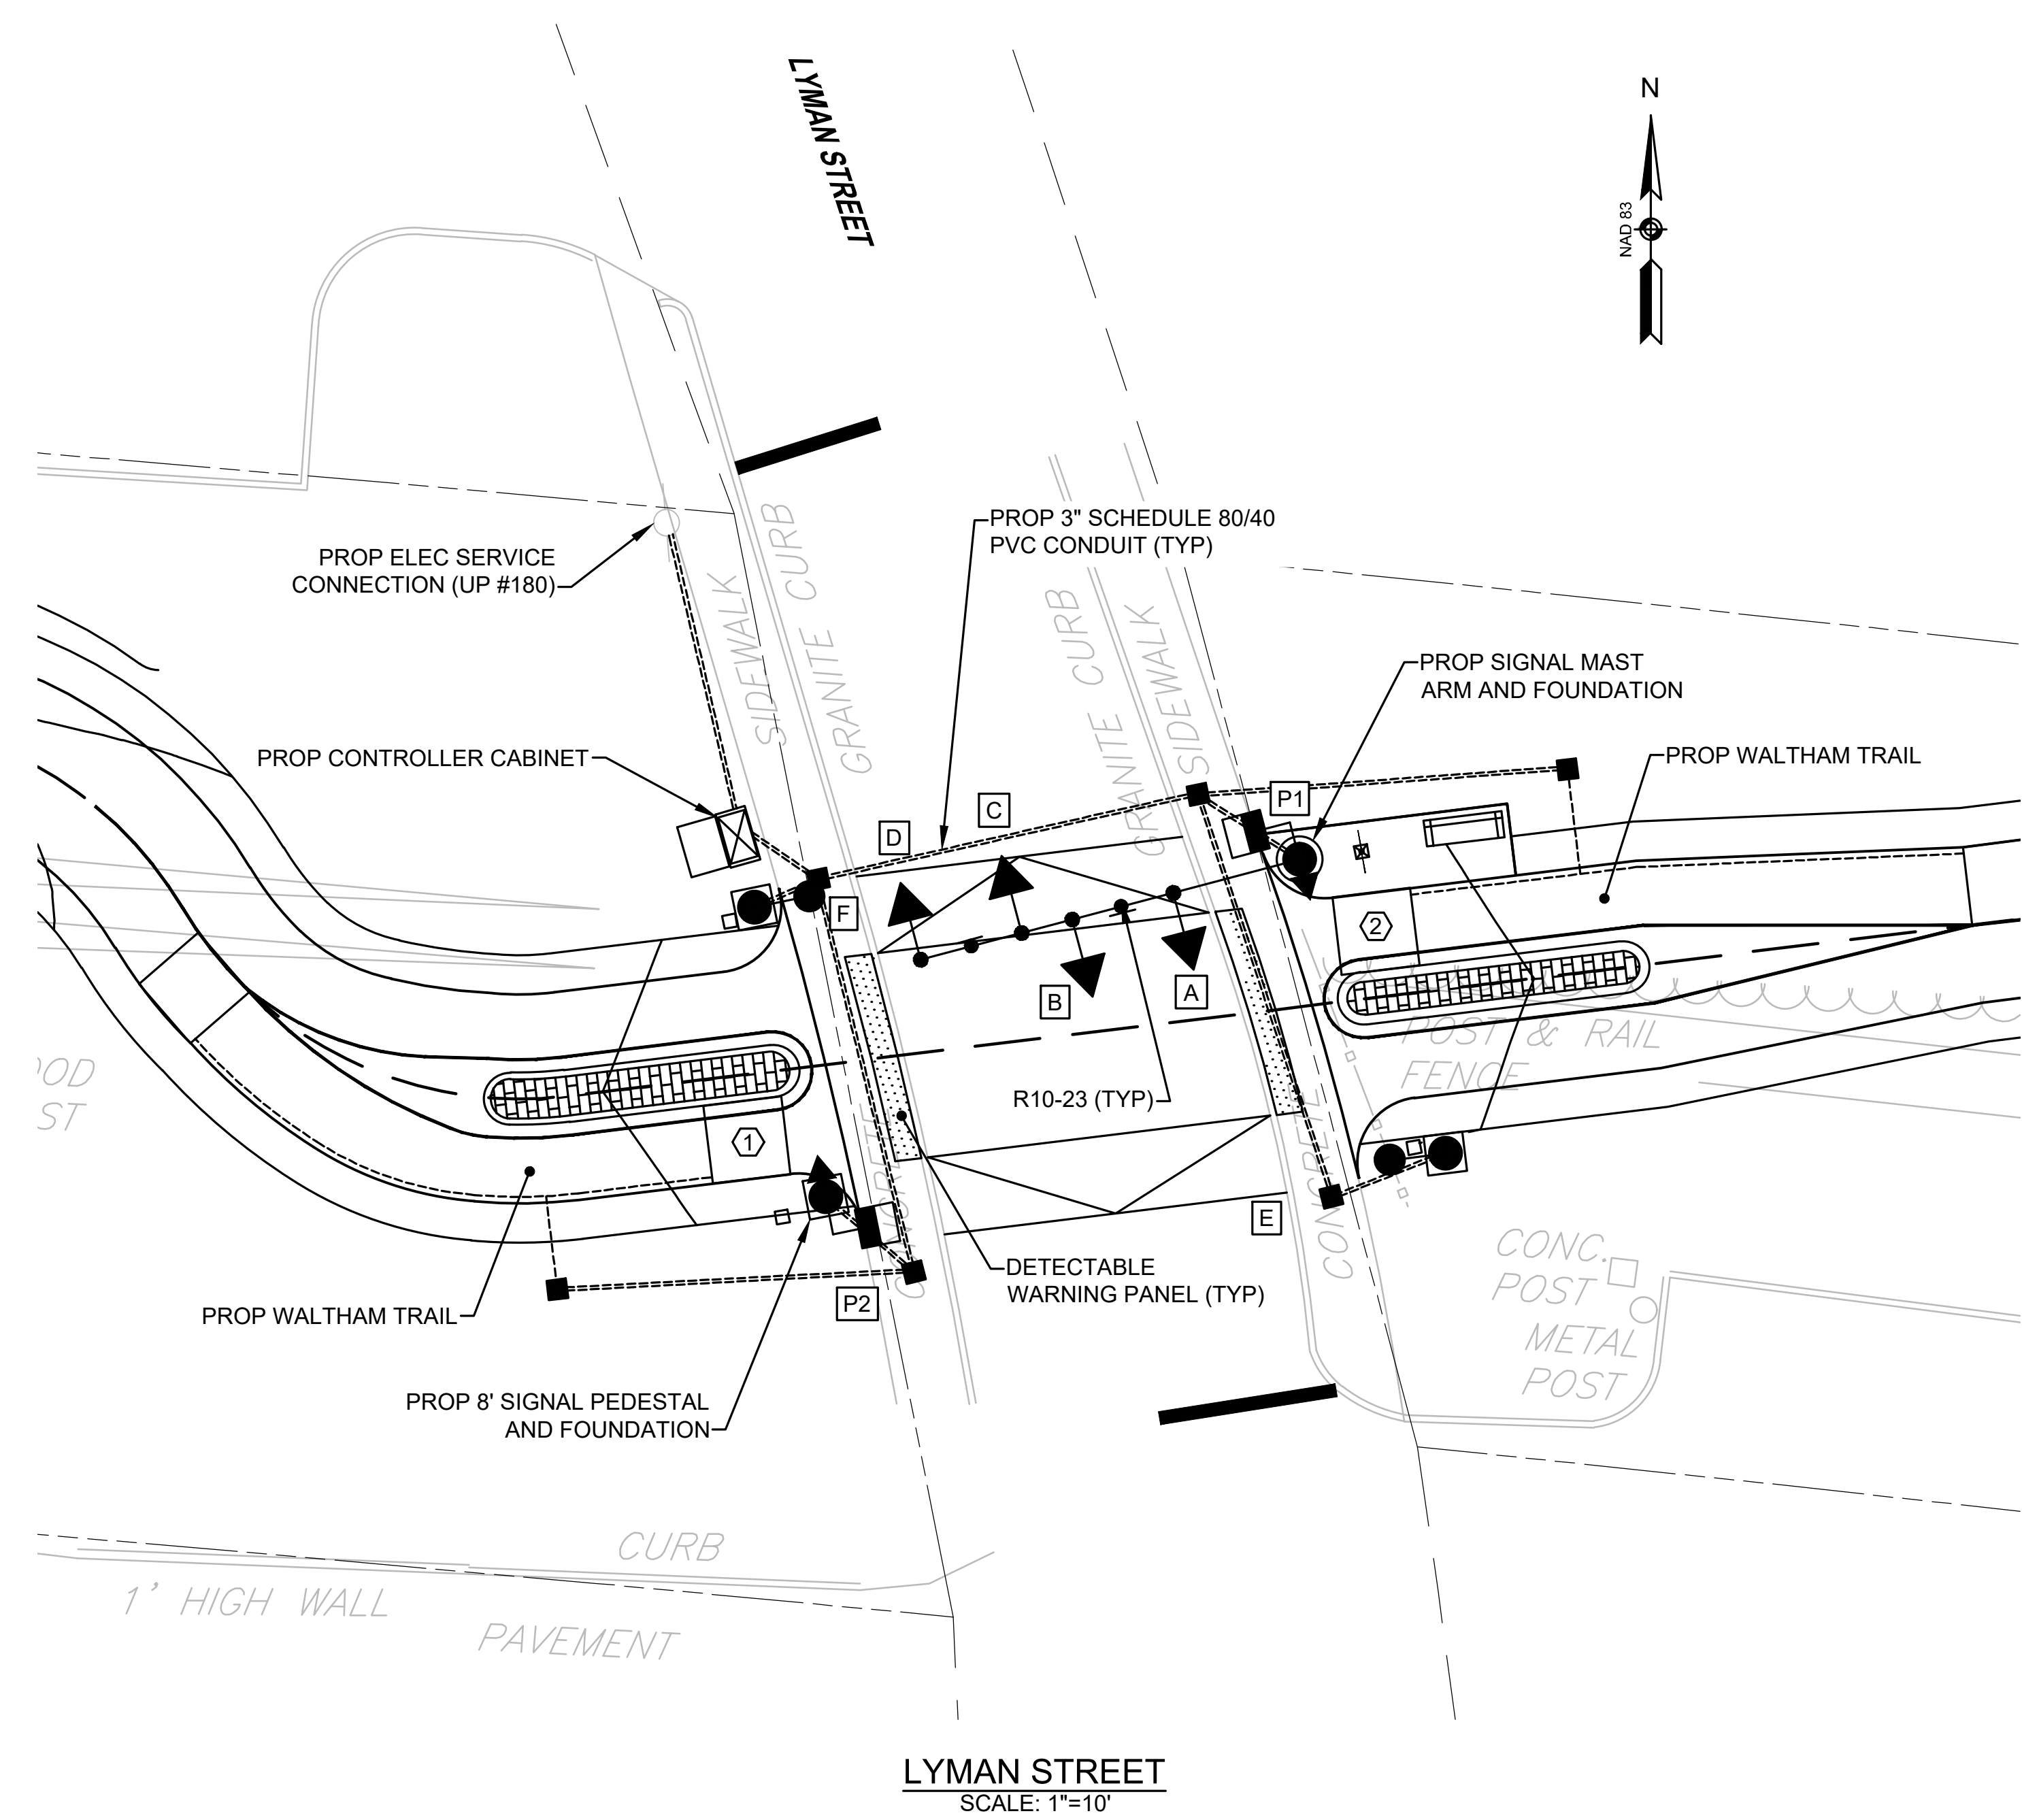 LYMAN STREET
N
NAD 83
PROP 3" SCHEDULE 80/40
PVC CONDUIT (TYP)
PROP ELEC SERVICE
CONNECTION (UP #180)
SIDEWALK
GRANITE CURB
GRANITE CURB
SIDEWALK
PROP SIGNAL MAST
ARM AND FOUNDATION
PROP CONTROLLER CABINET
PROP WALTHAM TRAIL
P1
C
D
F
2
B
A
POST & RAIL
FENCE
R10-23 (TYP)
OOD
ST
1
CONCRETE
CONCRETE
E
CONC.
POST
METAL
POST
DETECTABLE
WARNING PANEL (TYP)
P2
PROP WALTHAM TRAIL
PROP 8' SIGNAL PEDESTAL
AND FOUNDATION
CURB
1' HIGH WALL
PAVEMENT
LYMAN STREET
SCALE: 1"=10'